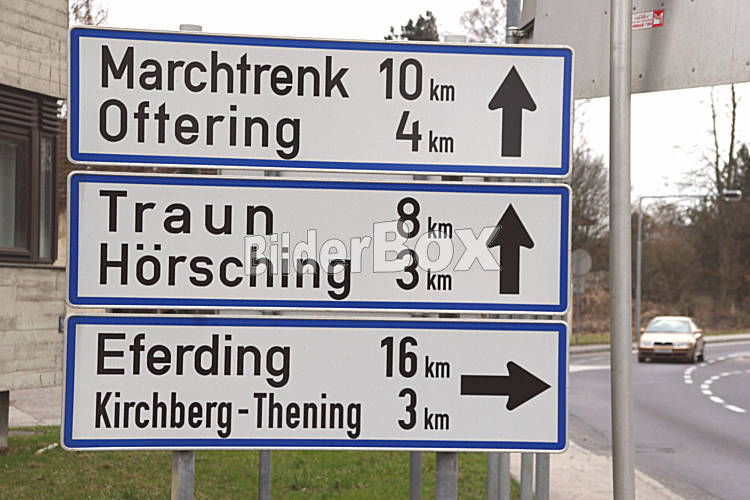 Marchtrenk 10 km
Oftering 4 km
Traun 8 km
BilderBox
Hörsching 3 km
Eferding 16 km
Kirchberg-Thening 3 km